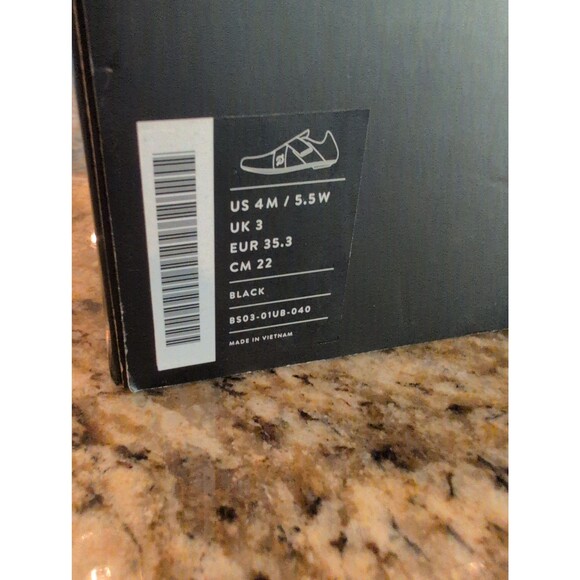 US 4M / 5.5W
UK 3
EUR 35.3
CM 22
BLACK
BS03-01UB-040
MADE IN VIETNAM